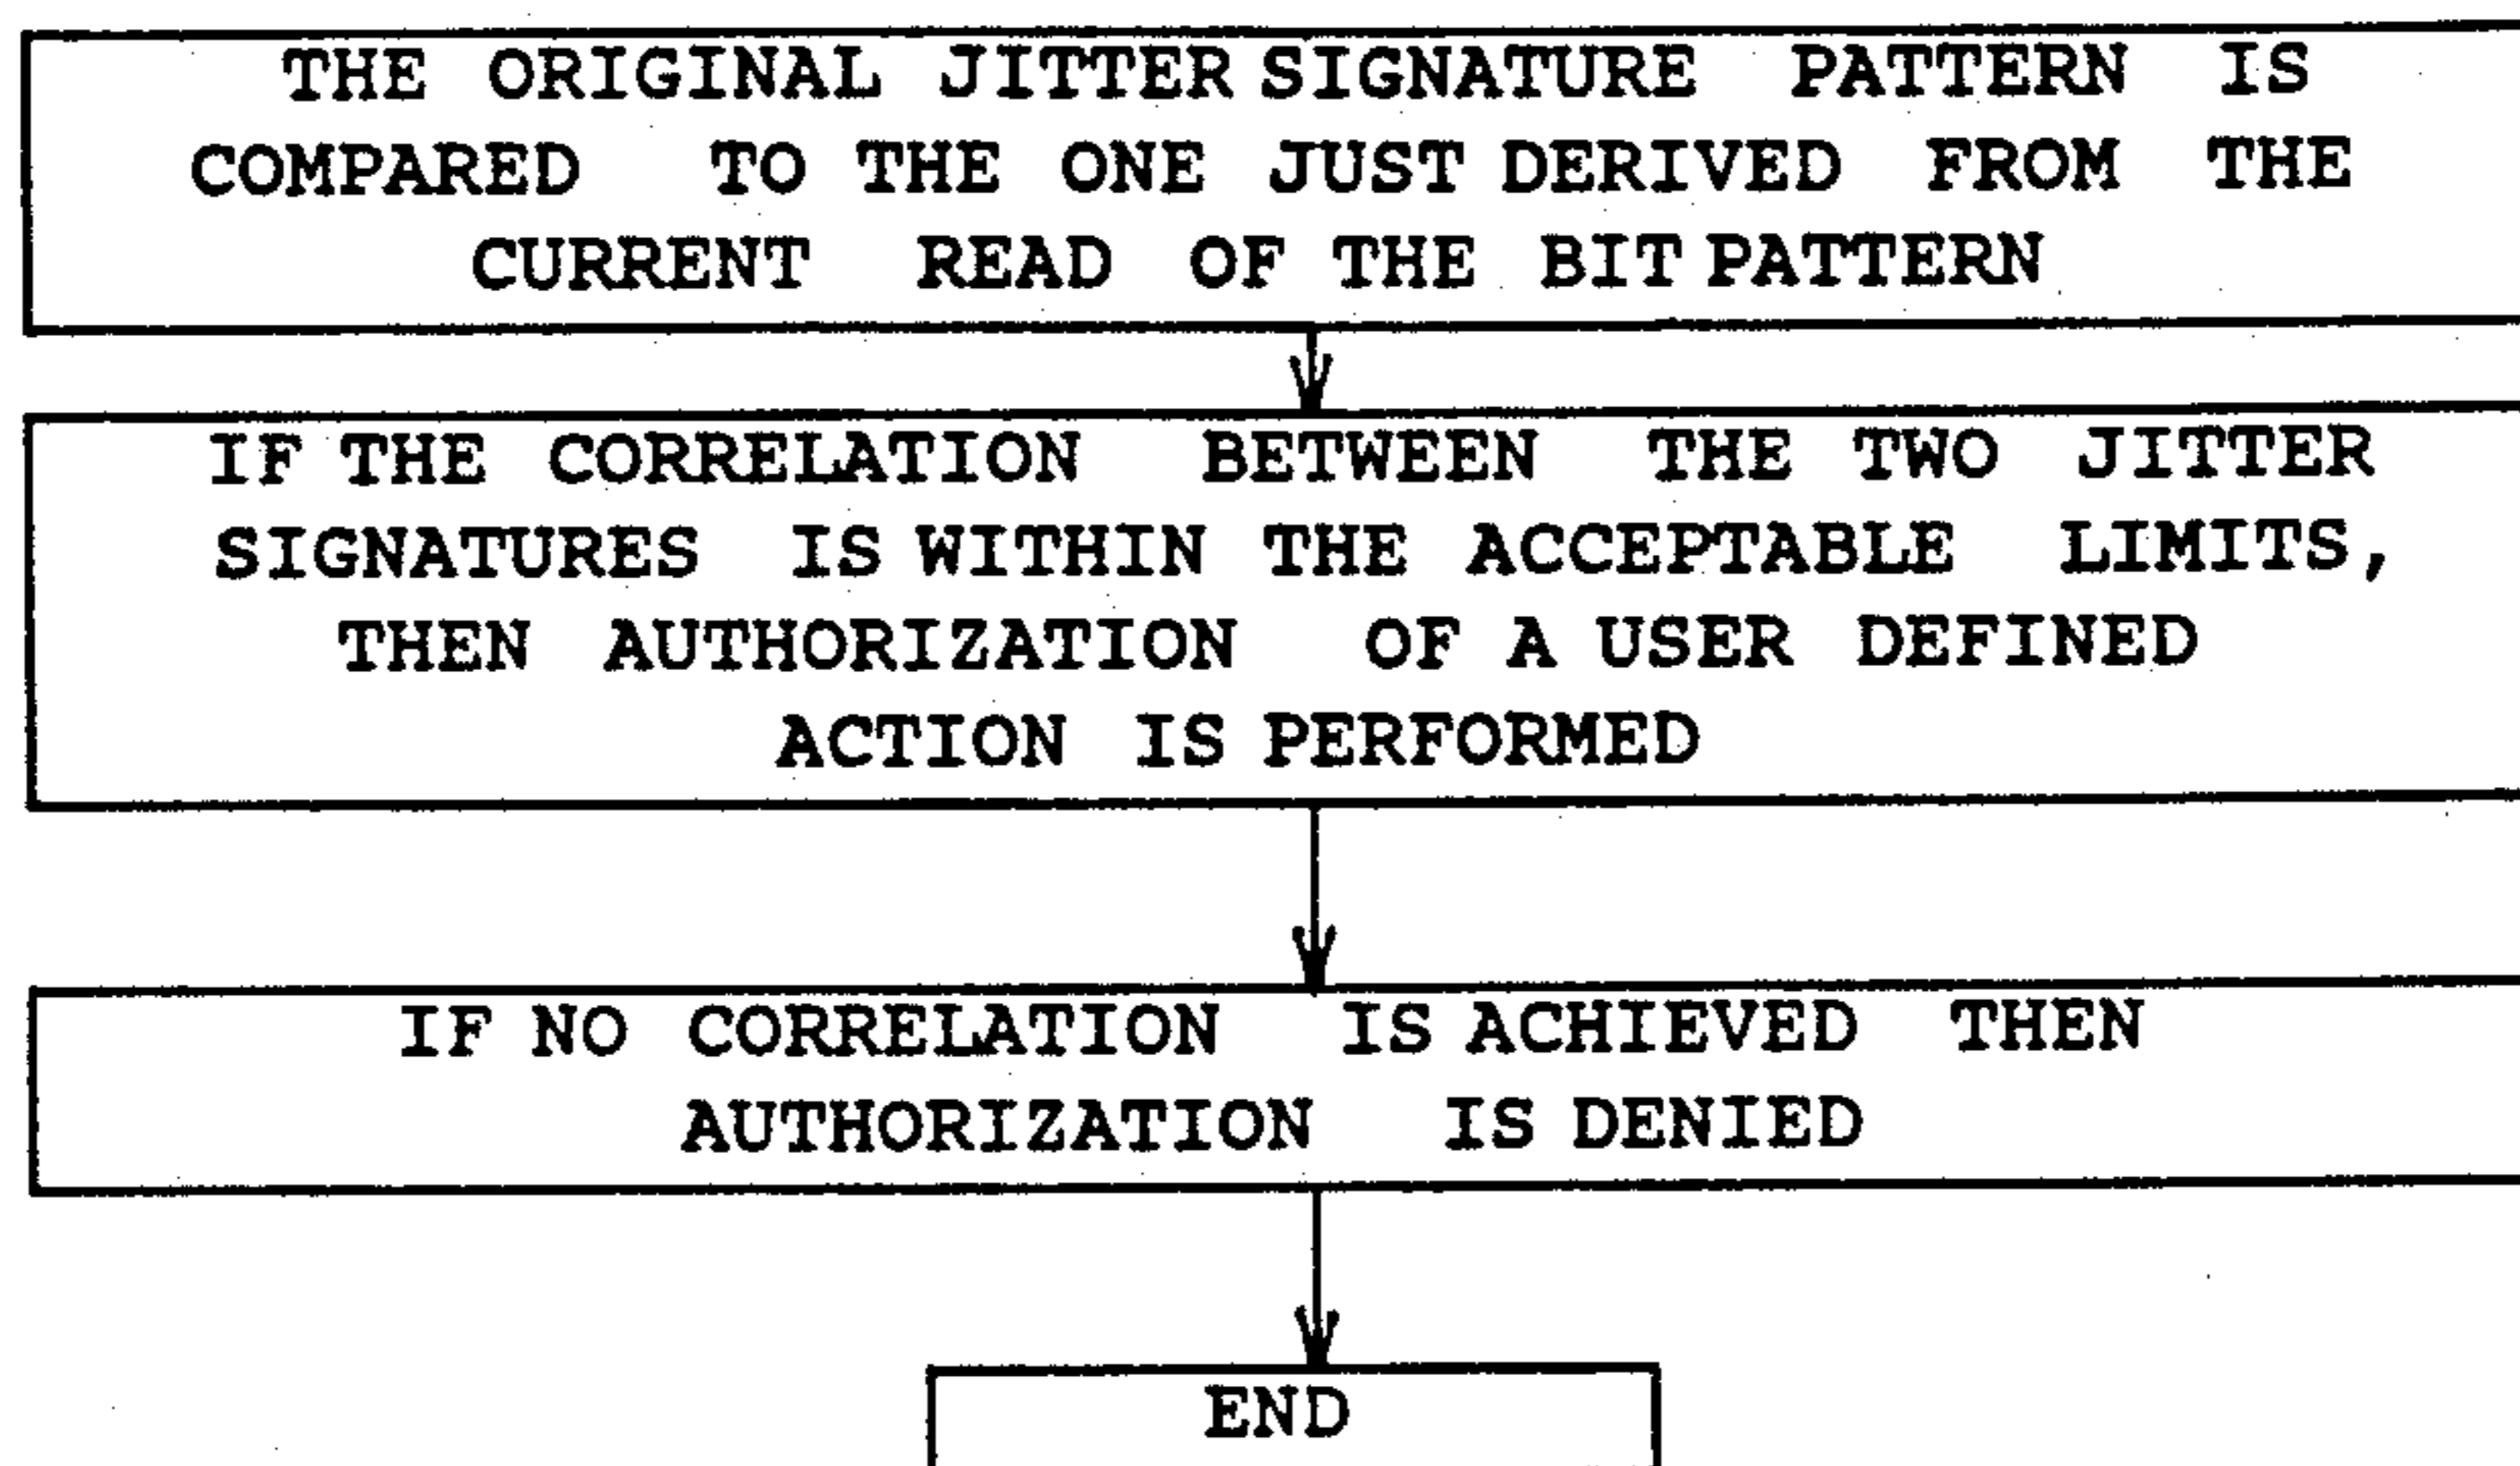 THE ORIGINAL JITTER SIGNATURE PATTERN IS
COMPARED TO THE ONE JUST DERIVED FROM THE
CURRENT READ OF THE BIT PATTERN
IF THE CORRELATION BETWEEN THE TWO JITTER
SIGNATURES IS WITHIN THE ACCEPTABLE LIMITS,
THEN AUTHORIZATION OF A USER DEFINED
ACTION IS PERFORMED
IF NO CORRELATION IS ACHIEVED THEN
AUTHORIZATION IS DENIED
END